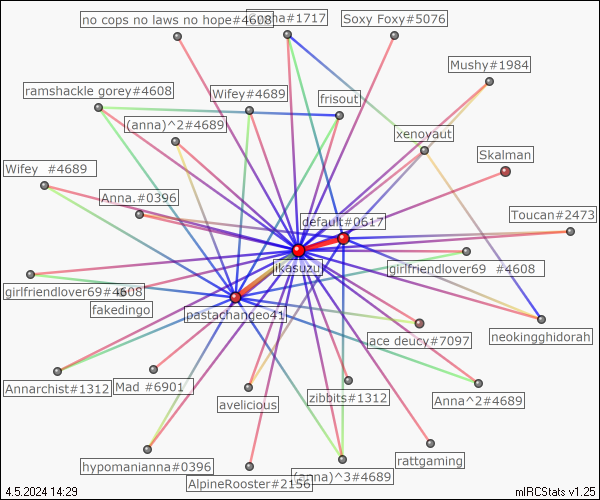 no cops no laws no hope#4608
Soxy Foxy#5076
Mushy#1984
ramshackle gorey#4608
Wifey#4689
frisout
(anna)^2#4689
xenoyaut
Skalman
Wifey #4689
Anna.#0396
default#0617
Toucan#2473
jikasuzui
girlfriendlover69 #4608
girlfriendlover69#4608
fakedingo
pastachangeo41
ace deucy#7097
neokingghidorah
Annarchist#1312
Mad #6901
avelicious
zibbits#1312
Anna^2#4689
hypomanianna#0396
AlpineRooster#2156
(anna)^3#4689
rattgaming
4.5.2024 14:29
mIRCStats v1.25